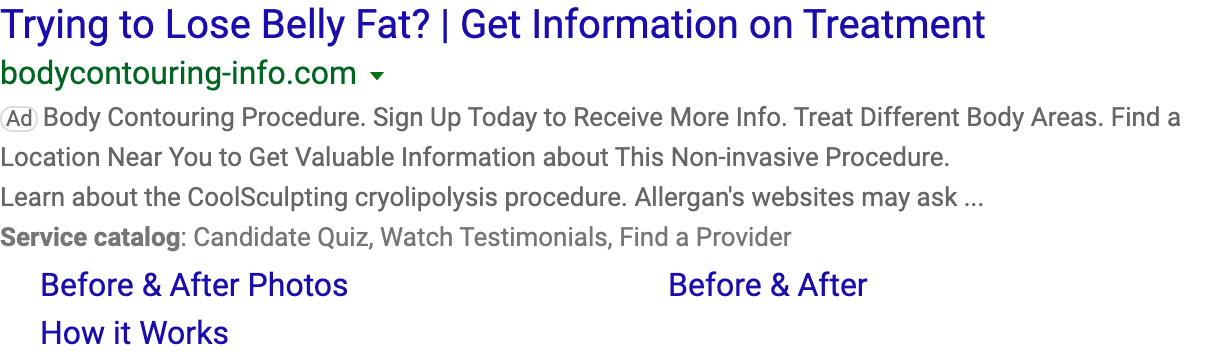 Trying to Lose Belly Fat? | Get Information on Treatment
bodycontouring-info.com
Ad Body Contouring Procedure. Sign Up Today to Receive More Info. Treat Different Body Areas. Find a
Location Near You to Get Valuable Information about This Non-invasive Procedure.
Learn about the CoolSculpting cryolipolysis procedure. Allergan's websites may ask ...
Service catalog: Candidate Quiz, Watch Testimonials, Find a Provider
Before & After Photos Before & After
How it Works